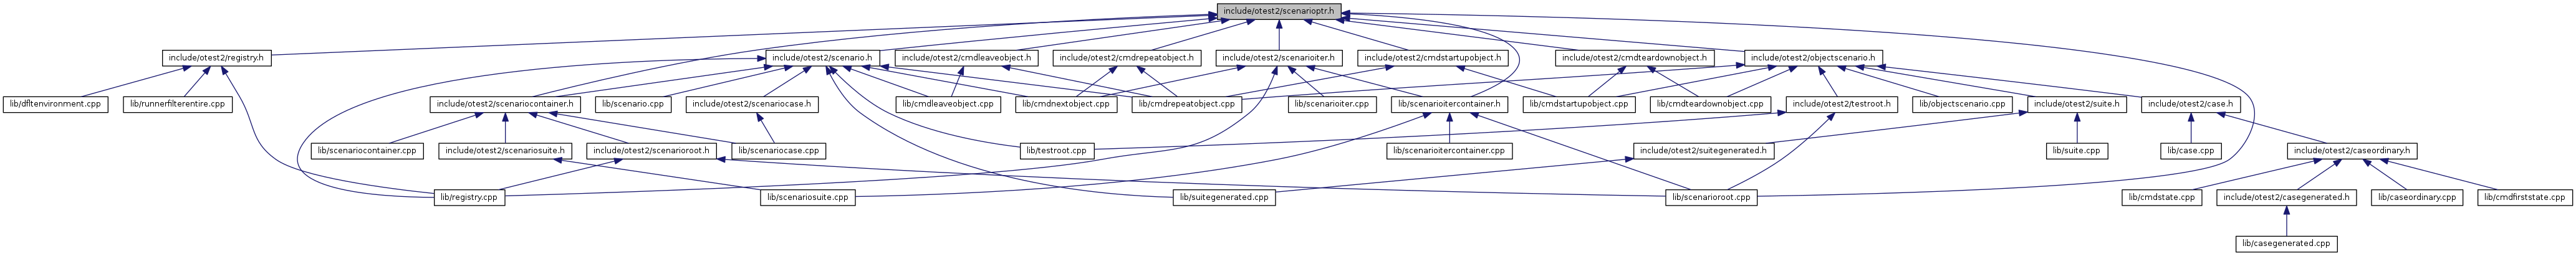 include/otest2/scenarioptr.h
include/otest2/registry.h
include/otest2/scenario.h
include/otest2/cmdleaveobject.h
include/otest2/cmdrepeatobject.h
include/otest2/scenarioiter.h
include/otest2/cmdstartupobject.h
include/otest2/cmdteardownobject.h
include/otest2/objectscenario.h
lib/dfltenvironment.cpp
lib/runnerfilterentire.cpp
include/otest2/scenariocontainer.h
lib/scenario.cpp
include/otest2/scenariocase.h
lib/cmdleaveobject.cpp
lib/cmdnextobject.cpp
lib/cmdrepeatobject.cpp
lib/scenarioiter.cpp
lib/scenarioitercontainer.h
lib/cmdstartupobject.cpp
lib/cmdteardownobject.cpp
include/otest2/testroot.h
lib/objectscenario.cpp
include/otest2/suite.h
include/otest2/case.h
lib/scenariocontainer.cpp
include/otest2/scenariosuite.h
include/otest2/scenarioroot.h
lib/scenariocase.cpp
lib/testroot.cpp
lib/scenarioitercontainer.cpp
include/otest2/suitegenerated.h
lib/suite.cpp
lib/case.cpp
include/otest2/caseordinary.h
lib/registry.cpp
lib/scenariosuite.cpp
lib/suitegenerated.cpp
lib/scenarioroot.cpp
lib/cmdstate.cpp
include/otest2/casegenerated.h
lib/caseordinary.cpp
lib/cmdfirststate.cpp
lib/casegenerated.cpp